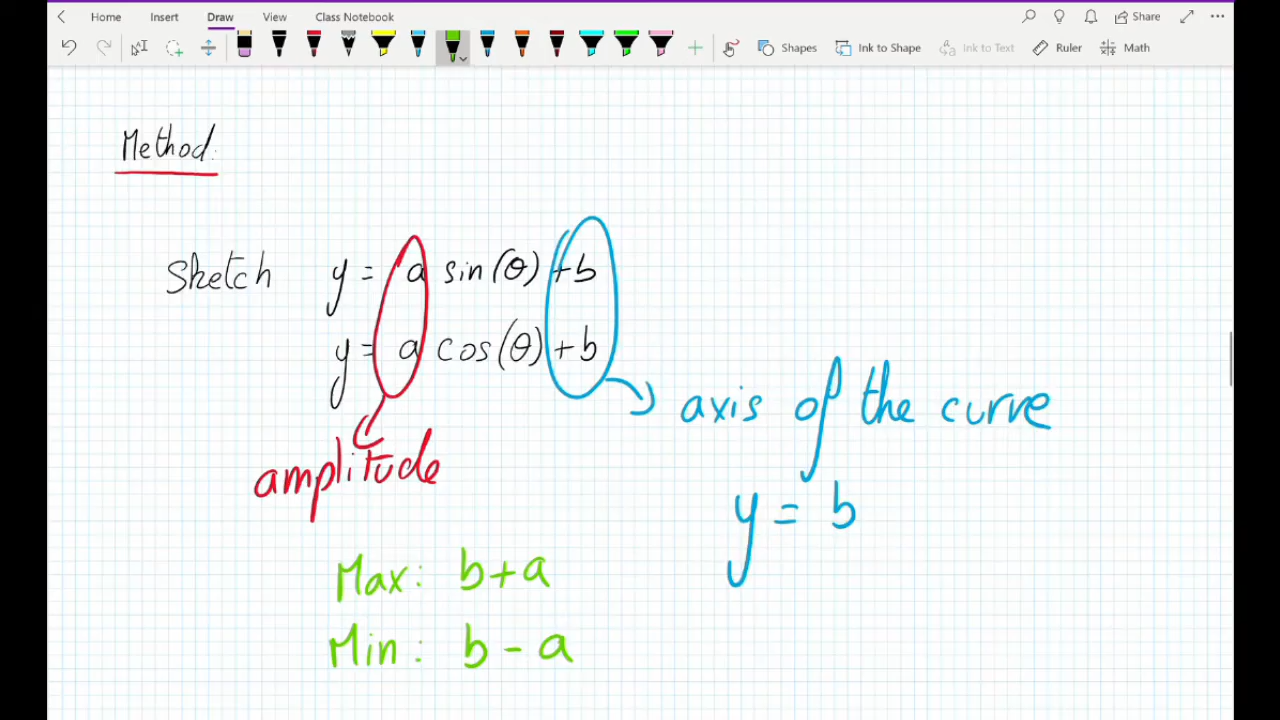 Home Insert Draw View Class Notebook Share
Shapes Ink to Shape Ink to Text Ruler Math
Method:
Sketch y = a sin(θ) + b
y = a cos(θ) + b
axis of the curve
amplitude
y = b
Max: b+a
Min: b - a